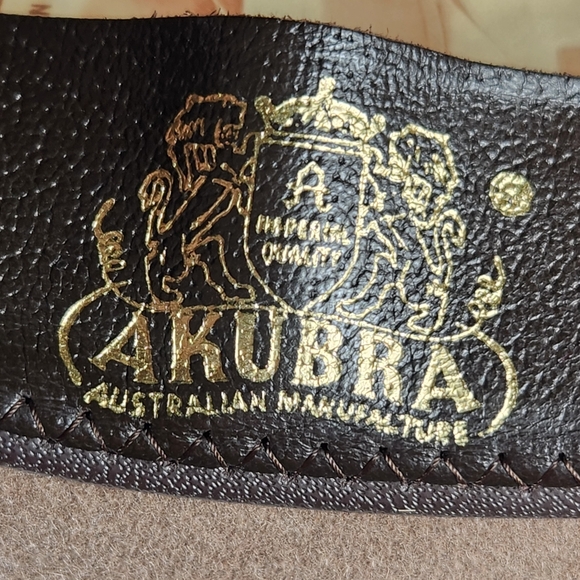 A
IMPERIAL
QUALITY
AKUBRA
AUSTRALIAN MANUFACTURE